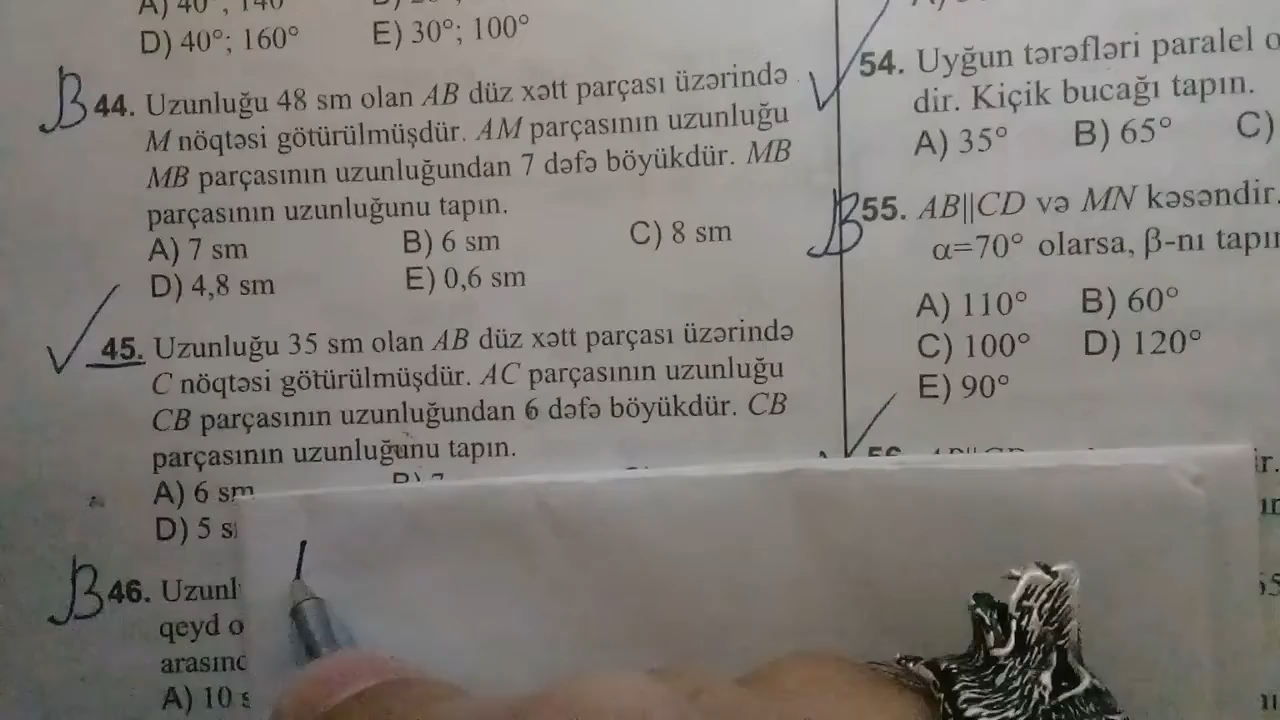 D) 40°; 160° E) 30°; 100°
44. Uzunluğu 48 sm olan AB düz xətt parçası üzərində
M nöqtəsi götürülmüşdür. AM parçasının uzunluğu
MB parçasının uzunluğundan 7 dəfə böyükdür. MB
parçasının uzunluğunu tapın.
A) 7 sm B) 6 sm C) 8 sm
D) 4,8 sm E) 0,6 sm
45. Uzunluğu 35 sm olan AB düz xətt parçası üzərində
C nöqtəsi götürülmüşdür. AC parçasının uzunluğu
CB parçasının uzunluğundan 6 dəfə böyükdür. CB
parçasının uzunluğunu tapın.
A) 6 sm
D) 5
B 46.
qeyd
A) 10
54. Uyğun tərəfləri paralel
dir. Kiçik bucağı tapın.
A) 35° B) 65° C)
B 55. AB||CD və MN kəsəndir.
α=70° olarsa, β-nı
A) 110° B) 60°
C) 100° D) 120°
E) 90°